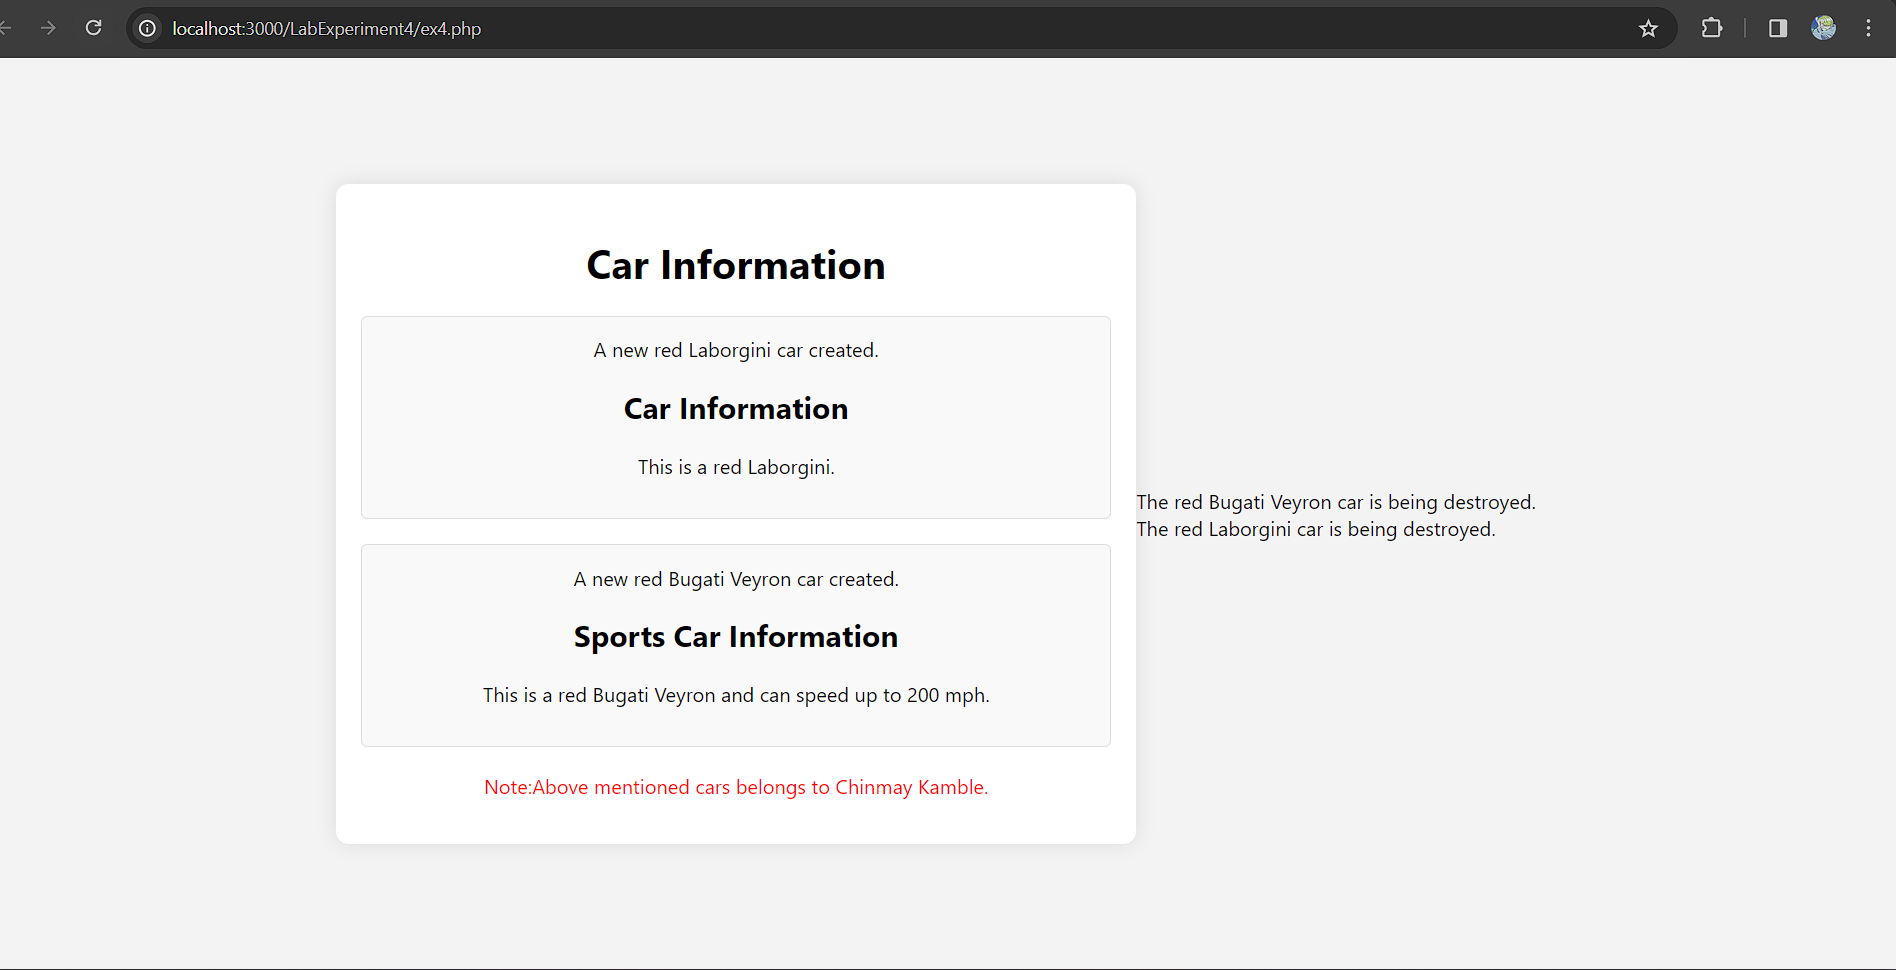 localhost:3000/LabExperiment4/ex4.php
Car Information
A new red Laborgini car created.
Car Information
This is a red Laborgini.
A new red Bugati Veyron car created.
Sports Car Information
This is a red Bugati Veyron and can speed up to 200 mph.
Note:Above mentioned cars belongs to Chinmay Kamble.
The red Bugati Veyron car is being destroyed.
The red Laborgini car is being destroyed.